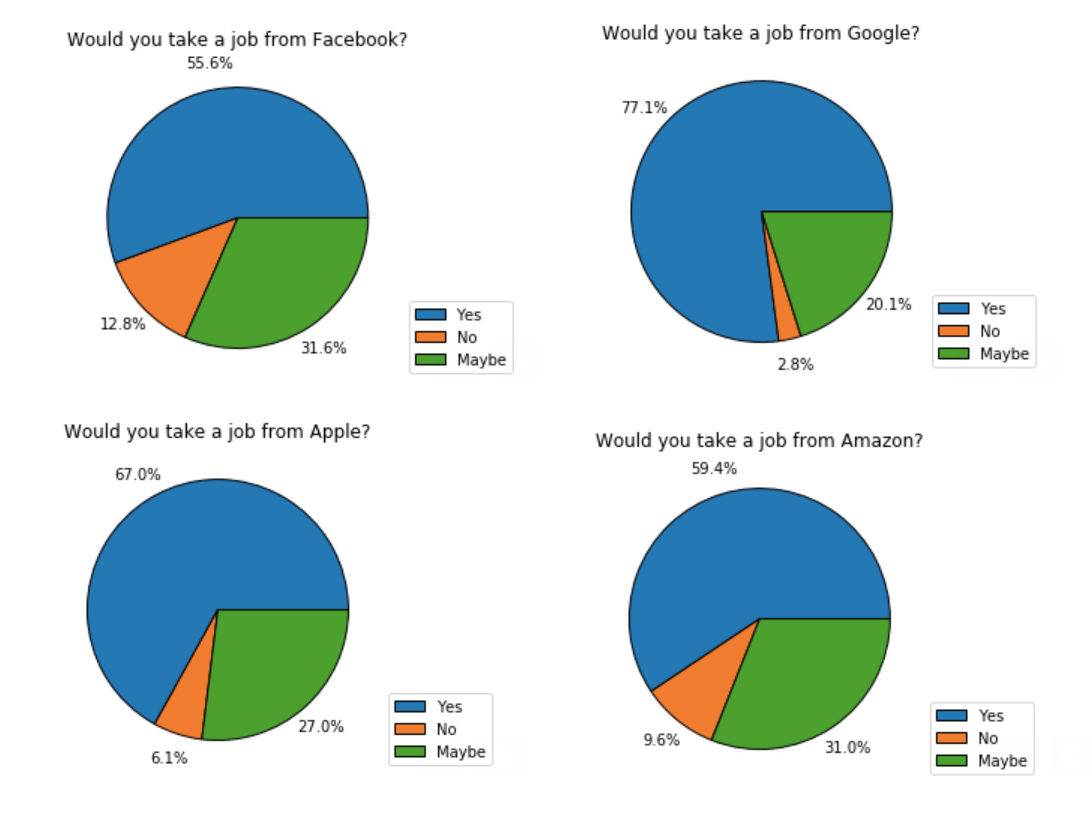 Would you take a job from Facebook?
55.6%
12.8%
31.6%
Yes
No
Maybe
Would you take a job from Google?
77.1%
20.1%
2.8%
Yes
No
Maybe
Would you take a job from Apple?
67.0%
6.1%
27.0%
Yes
No
Maybe
Would you take a job from Amazon?
59.4%
9.6%
31.0%
Yes
No
Maybe